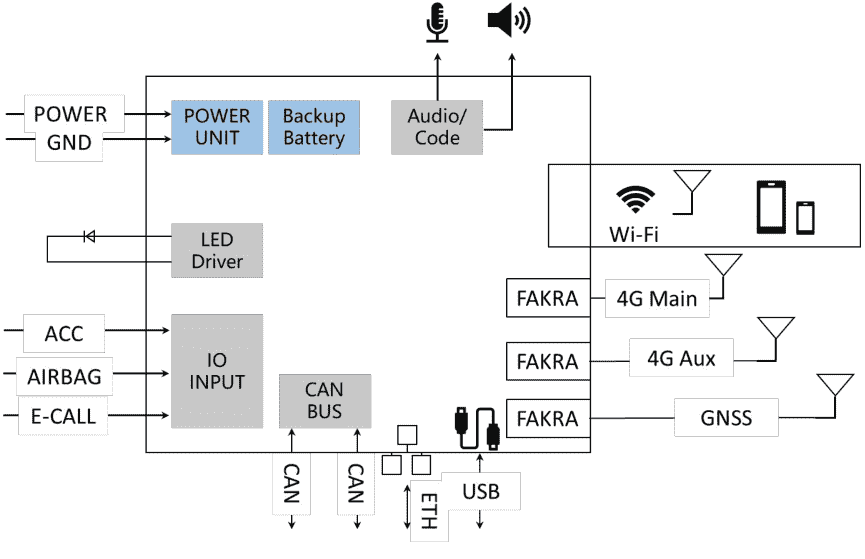 POWER
GND
POWER
UNIT
Backup
Battery
Audio/
Code
Wi-Fi
LED
Driver
FAKRA
4G Main
FAKRA
4G Aux
FAKRA
GNSS
ACC
AIRBAG
E-CALL
IO
INPUT
CAN
BUS
CAN
CAN
ETH
USB